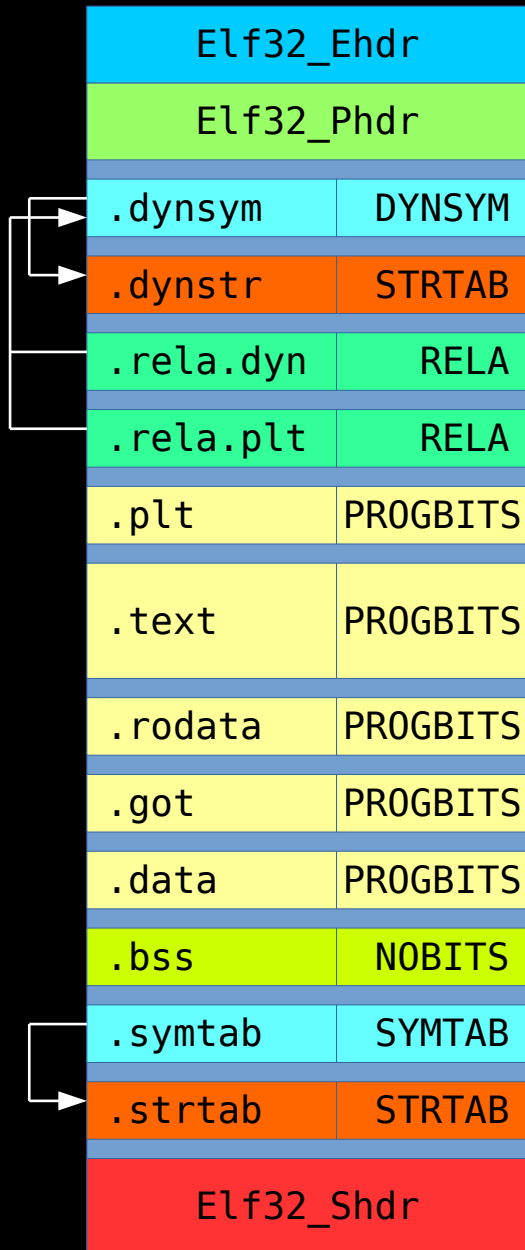 Elf32_Ehdr
Elf32_Phdr
.dynsym DYNSYM
.dynstr STRTAB
.rela.dyn RELA
.rela.plt RELA
.plt PROGBITS
.text PROGBITS
.rodata PROGBITS
.got PROGBITS
.data PROGBITS
.bss NOBITS
.symtab SYMTAB
.strtab STRTAB
Elf32_Shdr